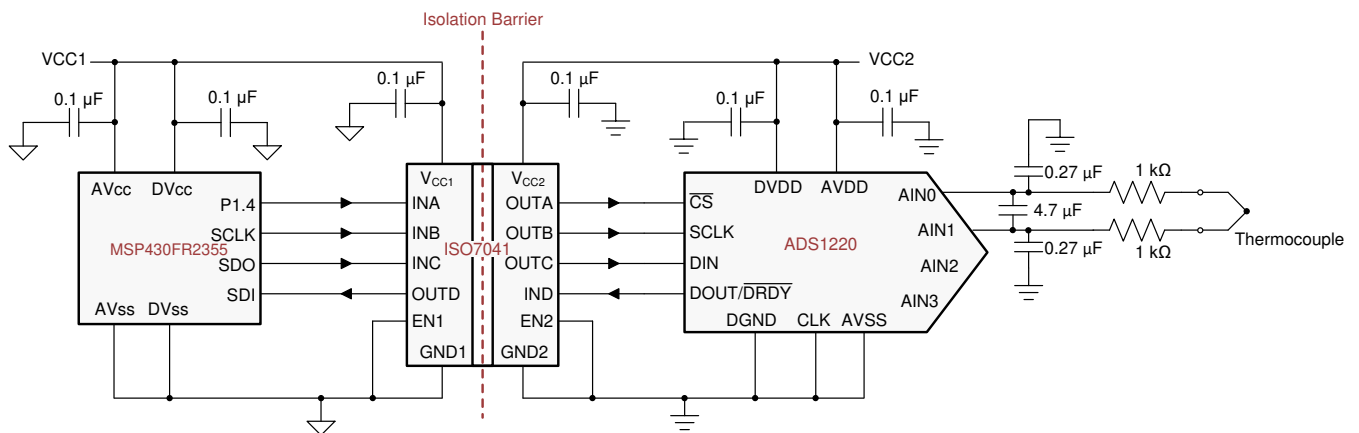 Isolation Barrier
VCC1
VCC2
0.1 µF
0.1 µF
0.1 µF
0.1 µF
0.1 µF
0.1 µF
AVcc
DVcc
P1.4
SCLK
SDO
SDI
MSP430FR2355
AVss
DVss
VCC1
INA
INB
INC
OUTD
EN1
GND1
ISO7041
VCC2
OUTA
OUTB
OUTC
IND
EN2
GND2
DVDD
AVDD
CS
SCLK
DIN
DOUT/DRDY
ADS1220
AIN0
AIN1
AIN2
AIN3
DGND
CLK
AVSS
0.27 µF
4.7 µF
0.27 µF
1 kΩ
1 kΩ
Thermocouple